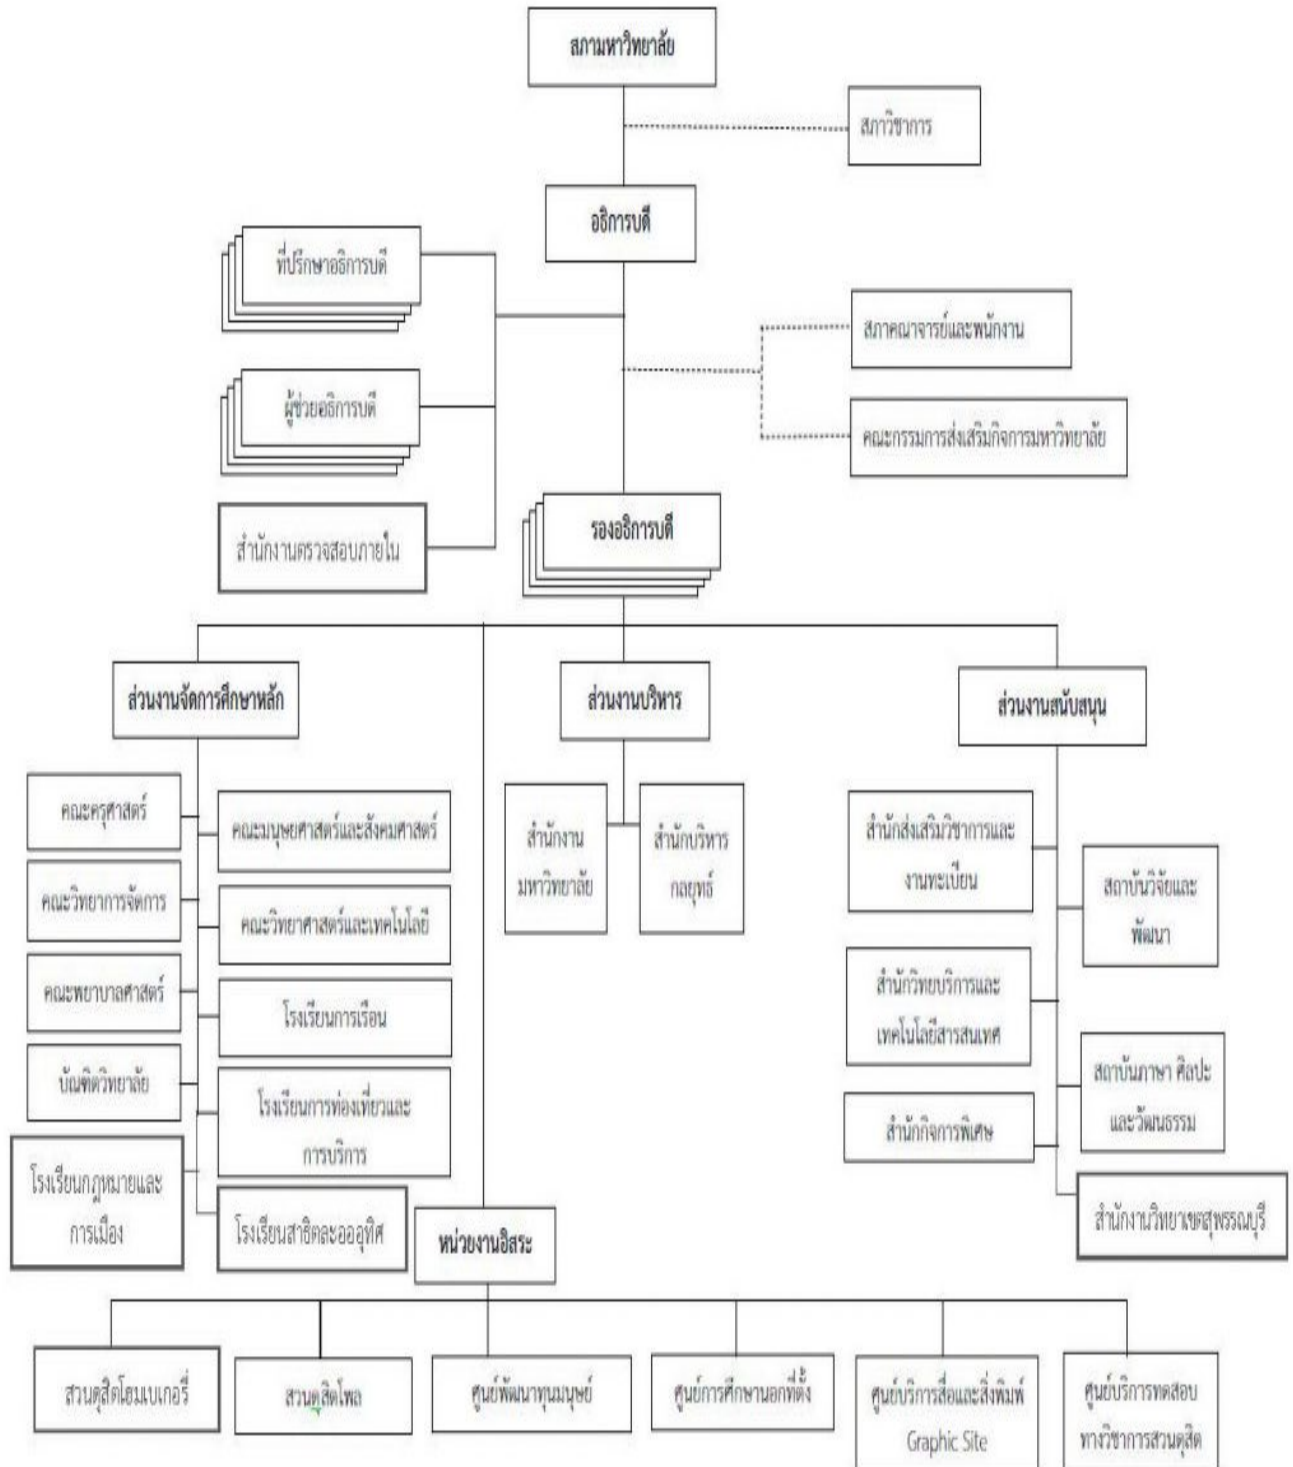 สภามหาวิทยาลัย
สภาวิชาการ
อธิการบดี
ที่ปรึกษาอธิการบดี
สภาคณาจารย์และพนักงาน
ผู้ช่วยอธิการบดี
คณะกรรมการส่งเสริมกิจการมหาวิทยาลัย
รองอธิการบดี
สำนักงานตรวจสอบภายใน
ส่วนงานจัดการศึกษาหลัก
ส่วนงานบริหาร
ส่วนงานสนับสนุน
คณะครุศาสตร์
คณะมนุษยศาสตร์และสังคมศาสตร์
คณะวิทยาการจัดการ
คณะวิทยาศาสตร์และเทคโนโลยี
คณะพยาบาลศาสตร์
โรงเรียนการเรือน
บัณฑิตวิทยาลัย
โรงเรียนการท่องเที่ยวและ
การบริการ
โรงเรียนกฎหมายและ
การเมือง
โรงเรียนสาธิตละอออุทิศ
สำนักงาน
มหาวิทยาลัย
สำนักบริหาร
กลยุทธ์
สำนักส่งเสริมวิชาการและ
งานทะเบียน
สถาบันวิจัยและ
พัฒนา
สำนักวิทยบริการและ
เทคโนโลยีสารสนเทศ
สถาบันภาษา ศิลปะ
และวัฒนธรรม
สำนักกิจการพิเศษ
สำนักงานวิทยาเขตสุพรรณบุรี
หน่วยงานอิสระ
สวนดุสิตโฮมเบเกอรี่
สวนดุสิตโพล
ศูนย์พัฒนาทุนมนุษย์
ศูนย์การศึกษานอกที่ตั้ง
ศูนย์บริการสื่อและสิ่งพิมพ์
Graphic Site
ศูนย์บริการทดสอบ
ทางวิชาการสวนดุสิต